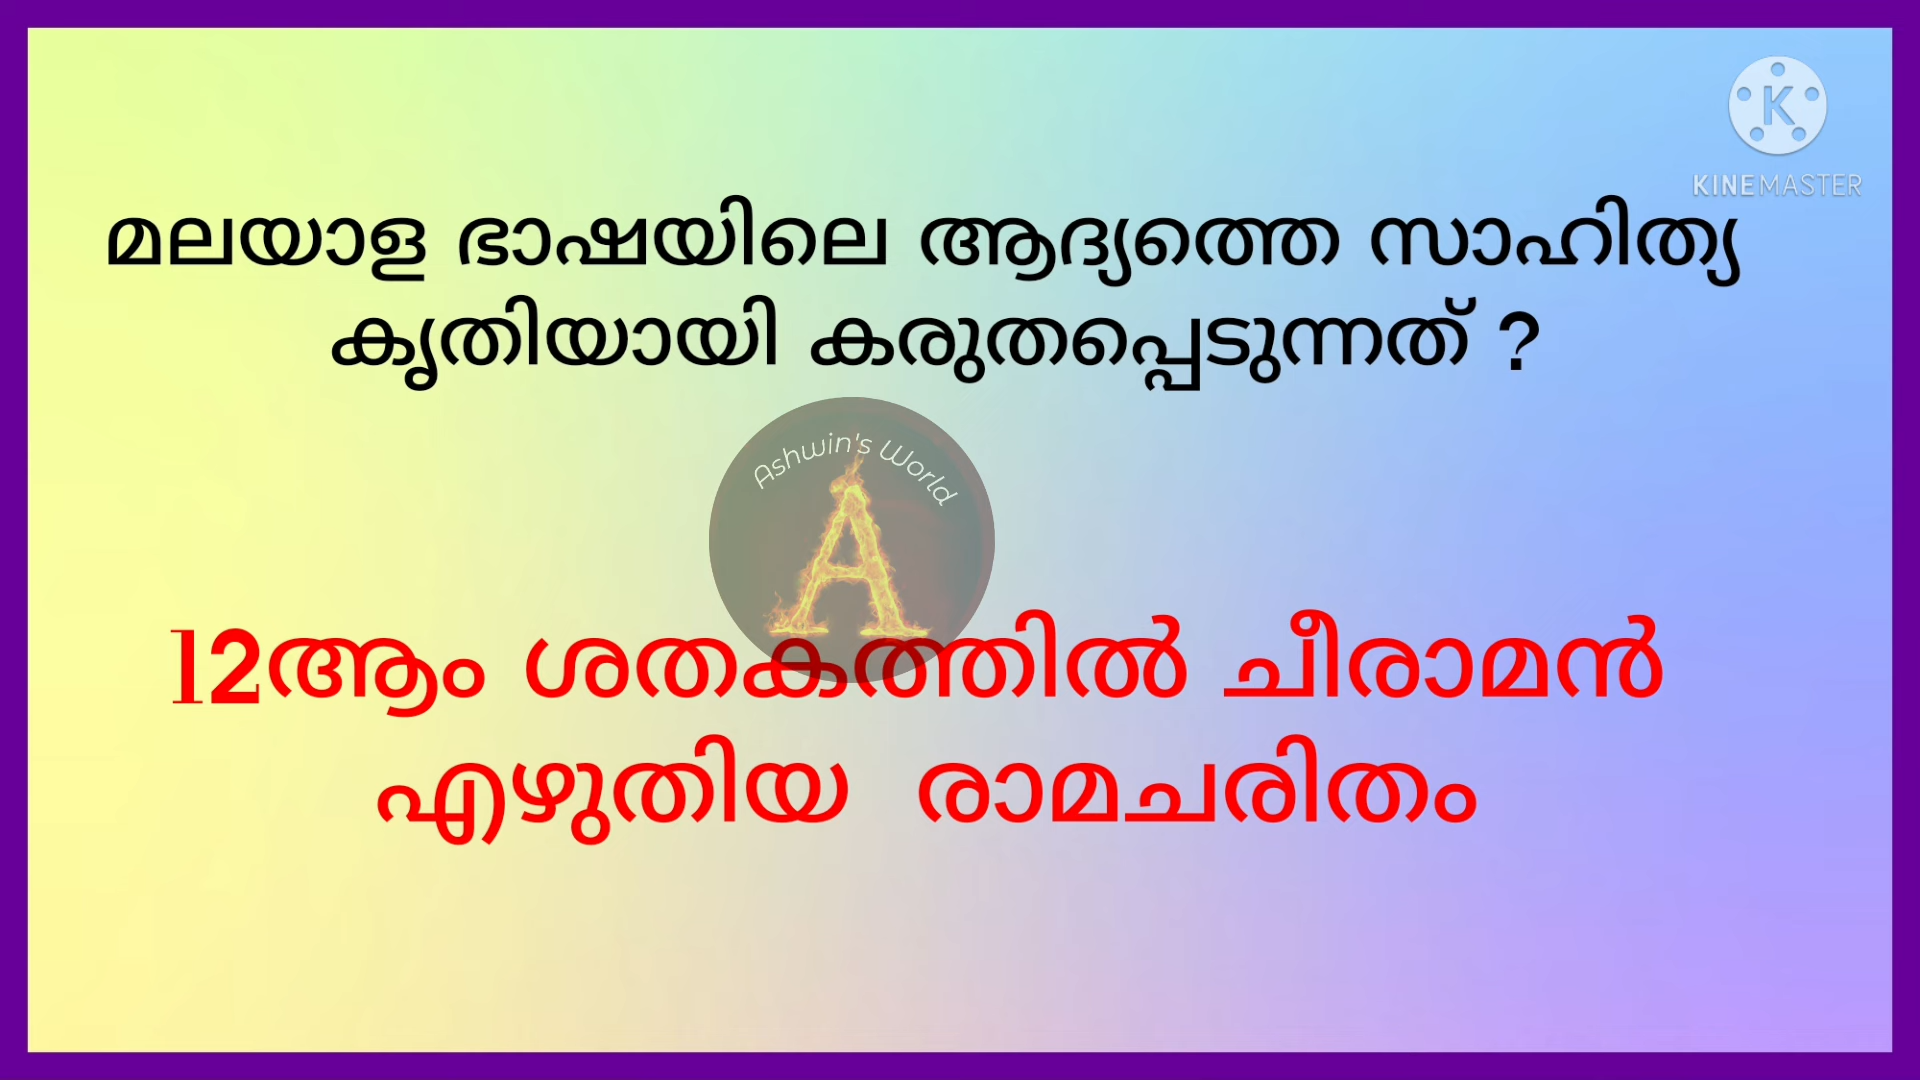 KINEMASTER
മലയാള ഭാഷയിലെ ആദ്യത്തെ സാഹിത്യ
കൃതിയായി കരുതപ്പെടുന്നത് ?
Ashwin's World
A
12ആം ശതകത്തിൽ ചീരാമൻ
എഴുതിയ രാമചരിതം